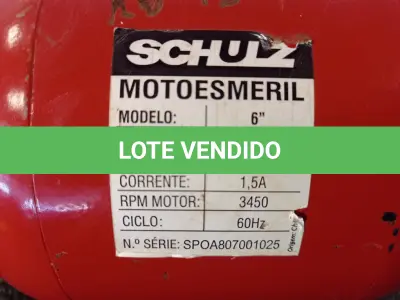 SCHULZ
MOTOESMERIL
MODELO: 6"
LOTE VENDIDO
CORRENTE: 1,5A
RPM MOTOR: 3450
CICLO: 60Hz
N.º SÉRIE: SPOA807001025